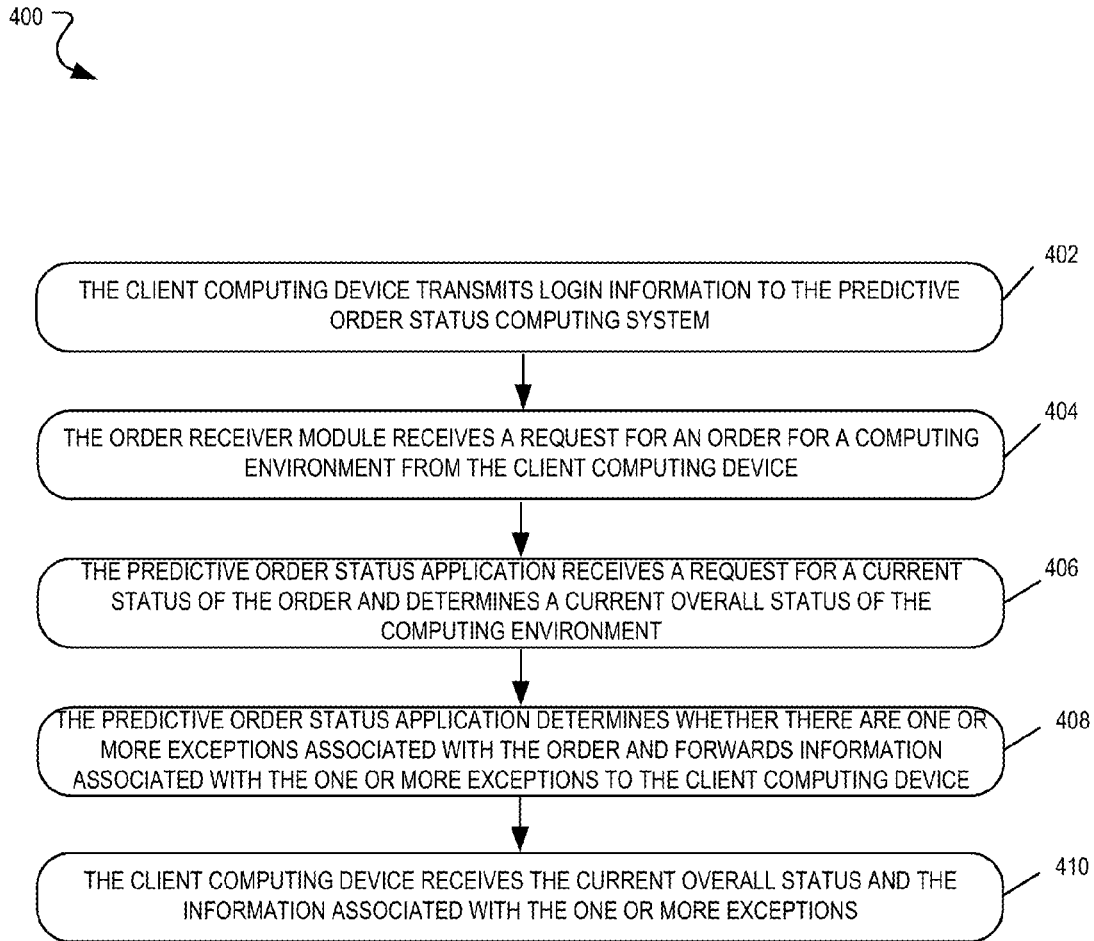 400
402
THE CLIENT COMPUTING DEVICE TRANSMITS LOGIN INFORMATION TO THE PREDICTIVE
ORDER STATUS COMPUTING SYSTEM
404
THE ORDER RECEIVER MODULE RECEIVES A REQUEST FOR AN ORDER FOR A COMPUTING
ENVIRONMENT FROM THE CLIENT COMPUTING DEVICE
406
THE PREDICTIVE ORDER STATUS APPLICATION RECEIVES A REQUEST FOR A CURRENT
STATUS OF THE ORDER AND DETERMINES A CURRENT OVERALL STATUS OF THE
COMPUTING ENVIRONMENT
408
THE PREDICTIVE ORDER STATUS APPLICATION DETERMINES WHETHER THERE ARE ONE OR
MORE EXCEPTIONS ASSOCIATED WITH THE ORDER AND FORWARDS INFORMATION
ASSOCIATED WITH THE ONE OR MORE EXCEPTIONS TO THE CLIENT COMPUTING DEVICE
410
THE CLIENT COMPUTING DEVICE RECEIVES THE CURRENT OVERALL STATUS AND THE
INFORMATION ASSOCIATED WITH THE ONE OR MORE EXCEPTIONS